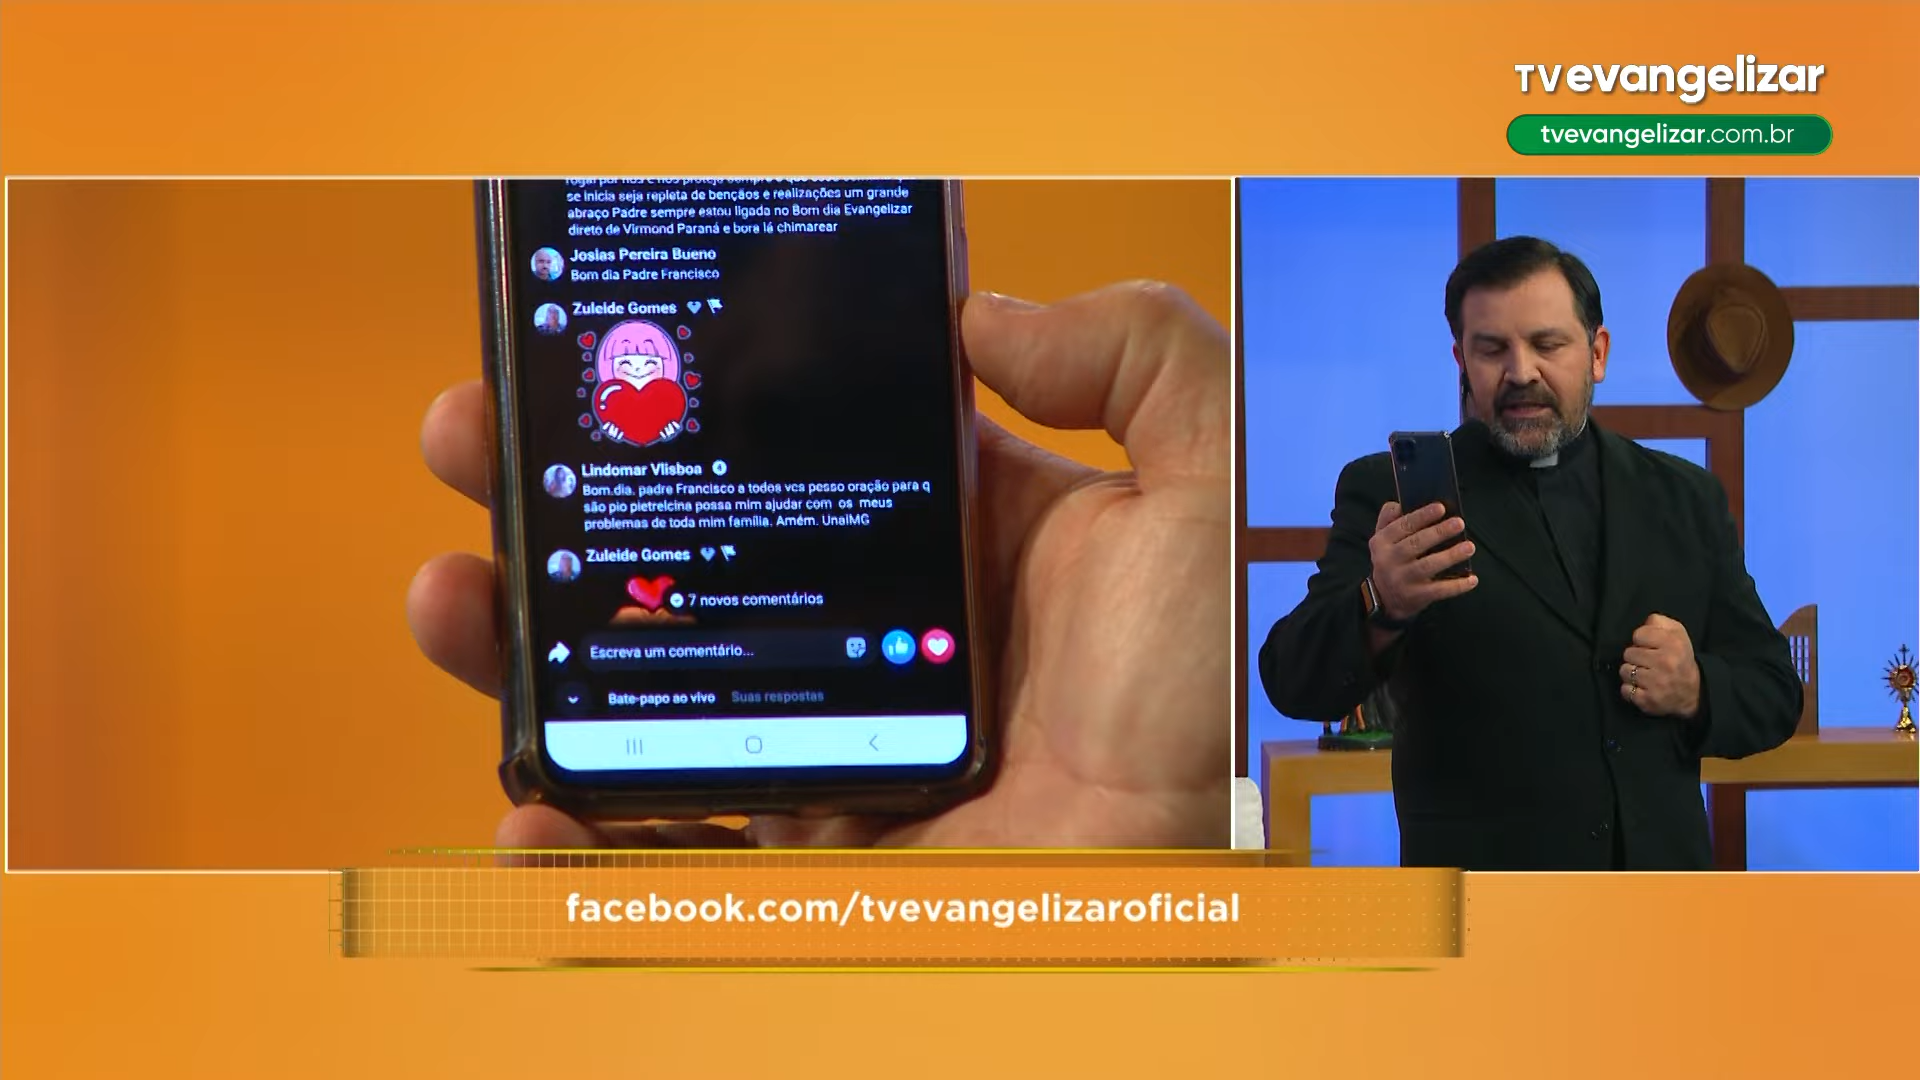 TVevangelizar
tvevangelizar.com.br
se inicia seja repleta de bençãos e realizações um grande
abraço Padre sempre estou ligada no Bom dia Evangelizar
direto de Virmond Paraná e bora lá chimarear
Josias Pereira Bueno
Bom dia Padre Francisco
Zuleide Gomes
Lindomar Vlisboa
Bom.dia. padre Francisco a todos vcs pesso oração para q
são pio pietrelcina possa mim ajudar com os meus
problemas de toda mim família. Amém. UnaiMG
Zuleide Gomes
7 novos comentários
Escreva um comentário...
Bate-papo ao vivo Suas respostas
facebook.com/tvevangelizaroficial